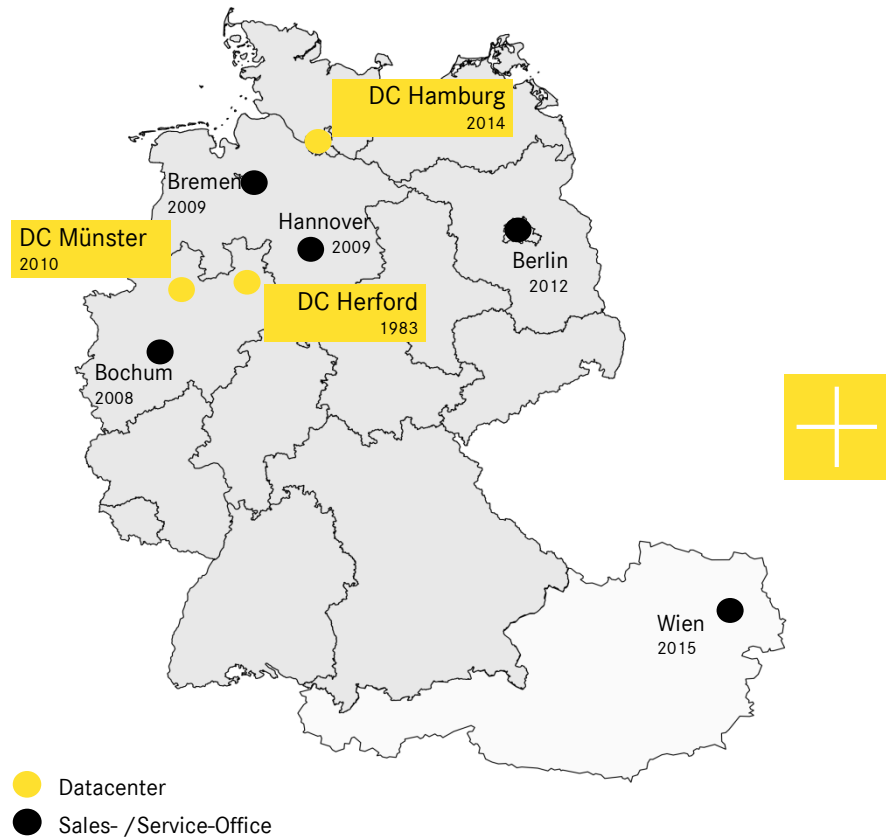 DC Hamburg
2014
Bremen
2009
Hannover
2009
DC Münster
2010
Berlin
2012
DC Herford
1983
Bochum
2008
Wien
2015
Datacenter
Sales- /Service-Office